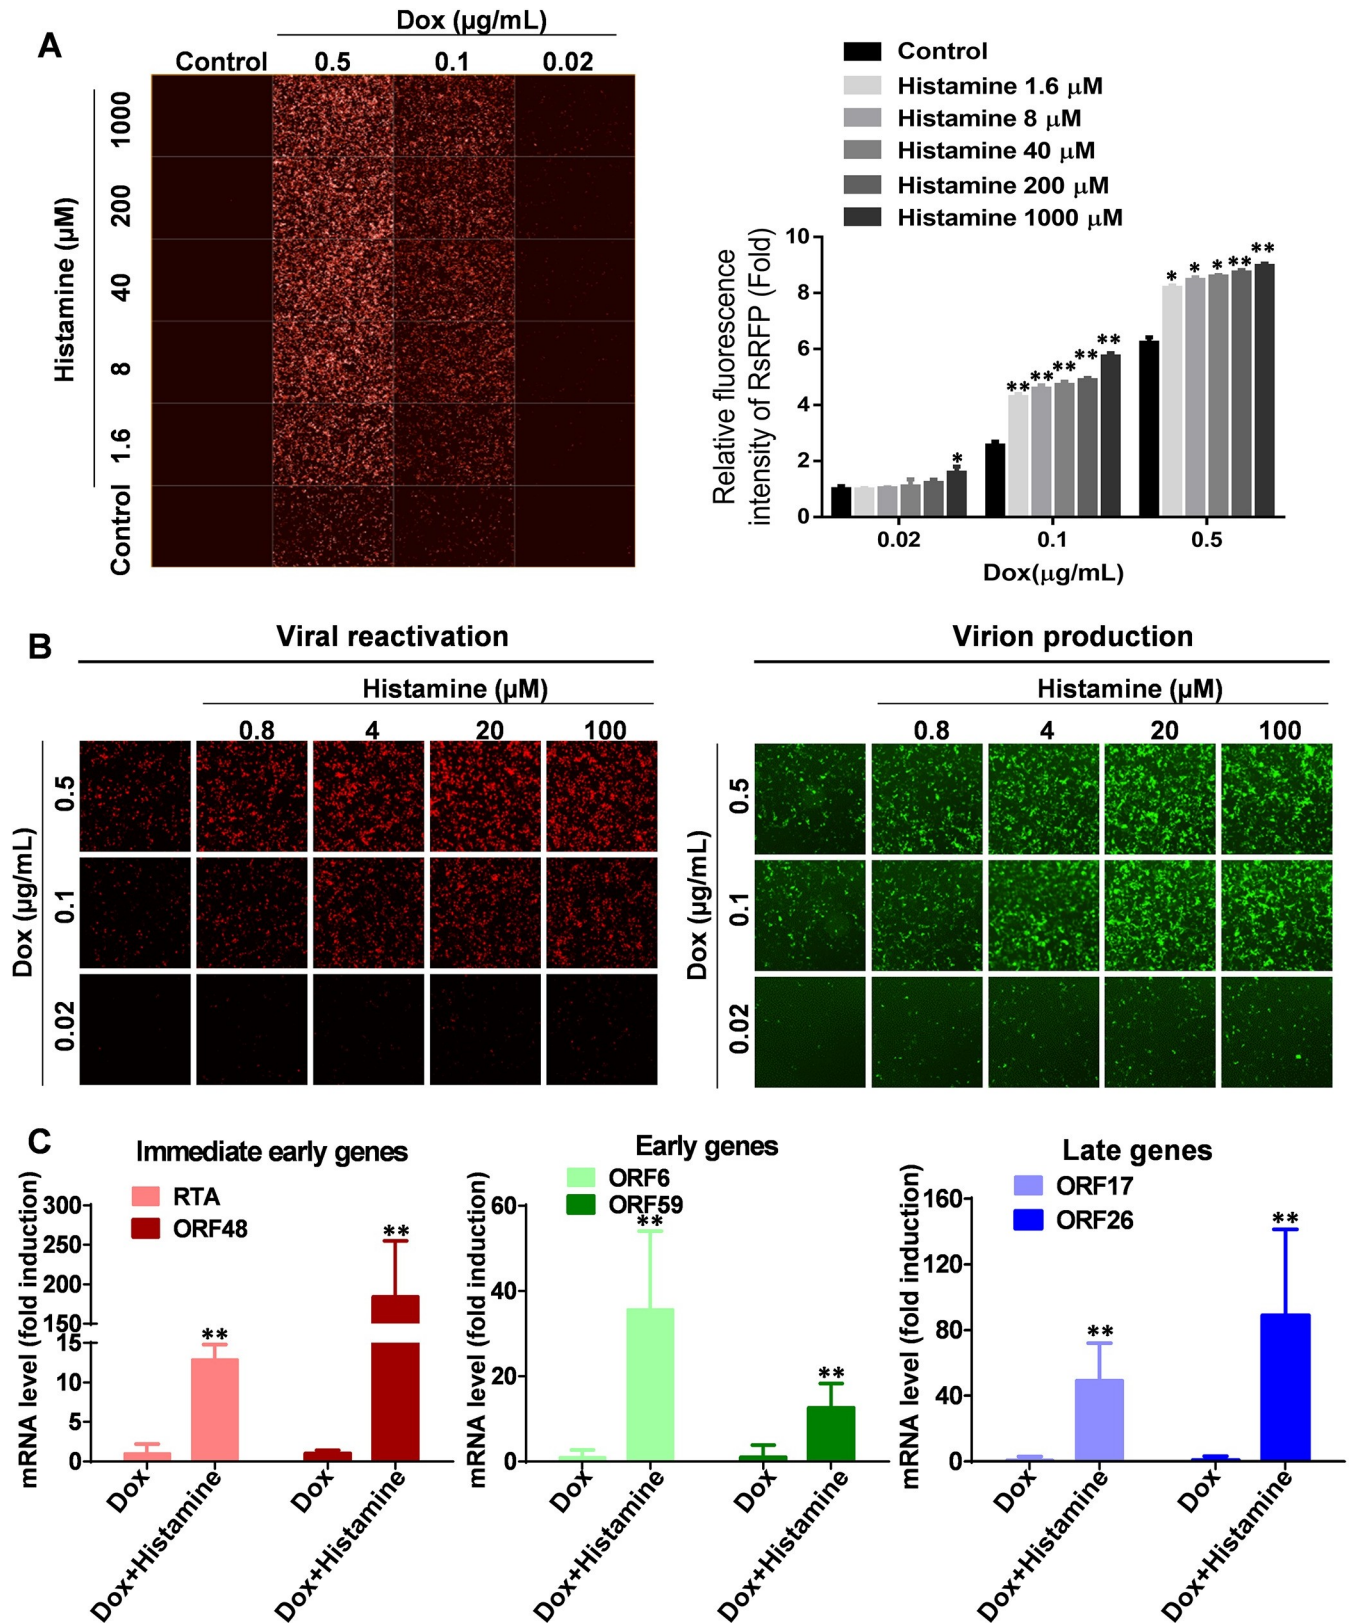 A
Dox (µg/mL)
Control 0.5 0.1 0.02
Histamine (µM)
1000
200
40
8
1.6
Control
Control
Histamine 1.6 µM
Histamine 8 µM
Histamine 40 µM
Histamine 200 µM
Histamine 1000 µM
Relative fluorescence
intensity of RsRFP (Fold)
10
8
6
4
2
0
*
** ** ** ** **
* * * ** **
0.02 0.1 0.5
Dox(µg/mL)
B
Viral reactivation
Histamine (µM)
0.8 4 20 100
Dox (µg/mL)
0.5
0.1
0.02
Virion production
Histamine (µM)
0.8 4 20 100
Dox (µg/mL)
0.5
0.1
0.02
C
Immediate early genes
RTA
ORF48
mRNA level (fold induction)
300
250
200
150
15
10
5
0
**
**
Dox
Dox+Histamine
Dox
Dox+Histamine
Early genes
ORF6
ORF59
mRNA level (fold induction)
60
40
20
0
**
**
Dox
Dox+Histamine
Dox
Dox+Histamine
Late genes
ORF17
ORF26
mRNA level (fold induction)
160
120
80
40
0
**
**
Dox
Dox+Histamine
Dox
Dox+Histamine